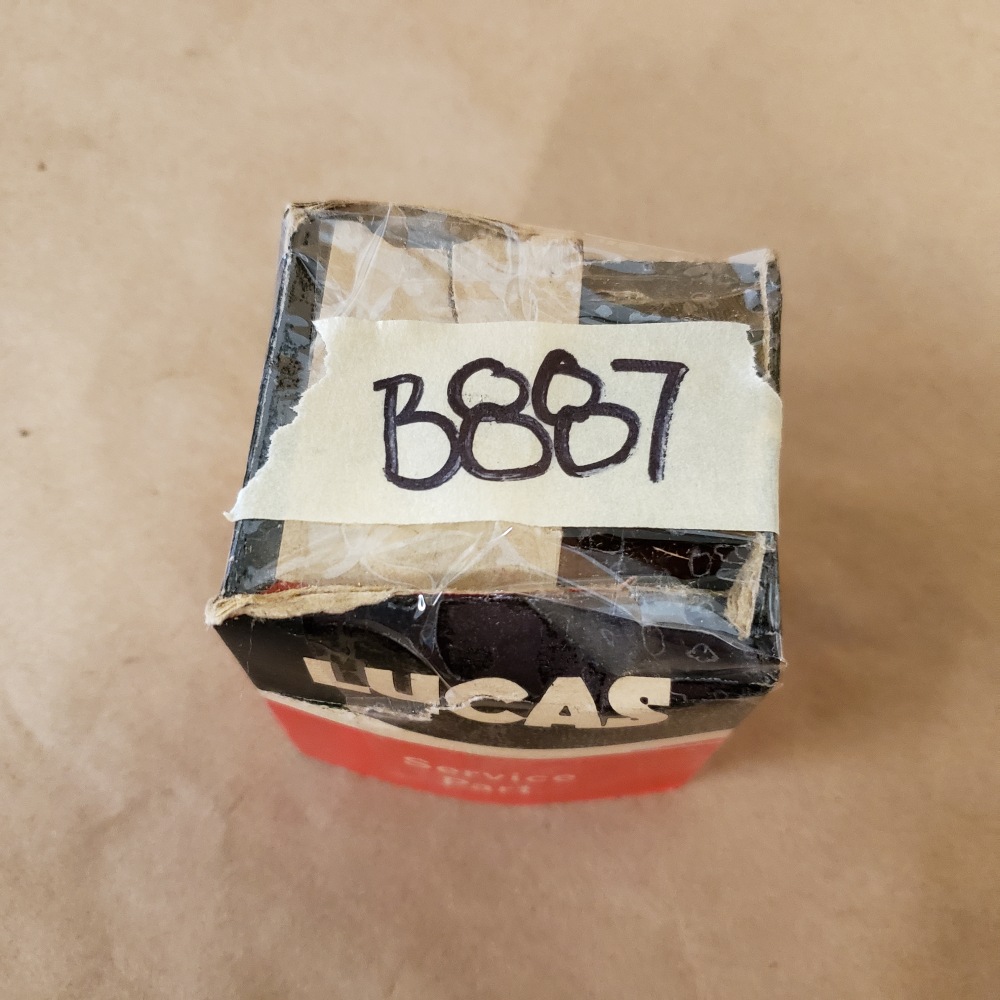 B887
LUCAS
Service
Part